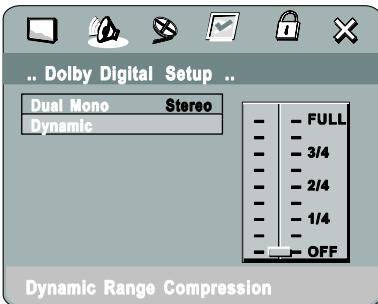 .. Dolby Digital Setup ..
Dual Mono Stereo
Dynamic
FULL
3/4
2/4
1/4
OFF
Dynamic Range Compression